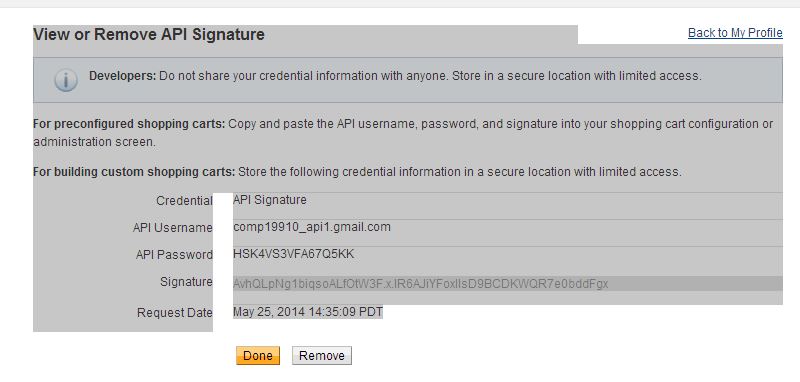 View or Remove API Signature
Back to My Profile
Developers: Do not share your credential information with anyone. Store in a secure location with limited access.
For preconfigured shopping carts: Copy and paste the API username, password, and signature into your shopping cart configuration or
administration screen.
For building custom shopping carts: Store the following credential information in a secure location with limited access.
Credential API Signature
API Username comp19910_api1.gmail.com
API Password HSK4VS3VFA67Q5KK
Signature
Request Date May 25, 2014 14:35:09 PDT
Done Remove